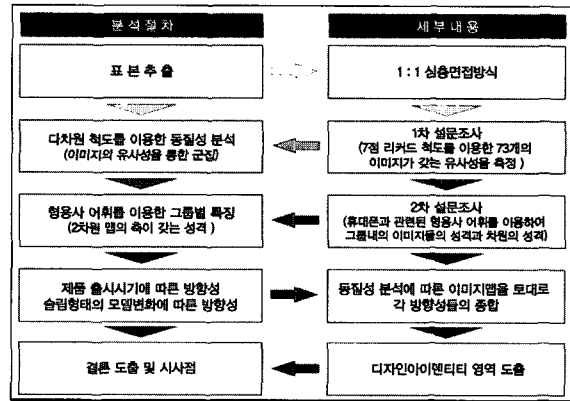 분석절차
세부내용
표본추출
1:1 심층면접방식
다차원 척도를 이용한 동질성 분석
(이미지의 유사성을 통한 군집)
1차 설문조사
(7점 리커드 척도를 이용한 73개의
이미지가 갖는 유사성을 측정)
형용사 어휘를 이용한 그룹별 특징
(2차원 맵의 축이 갖는 성격)
2차 설문조사
(휴대폰과 관련된 형용사 어휘를 이용하여
그룹내의 이미지들의 성격과 차원의 성격)
제품 출시시기에 따른 방향성
슬림형태의 모델변화에 따른 방향성
동질성 분석에 따른 이미지맵을 토대로
각 방향성들의 종합
결론 도출 및 시사점
디자인아이덴티티 영역 도출